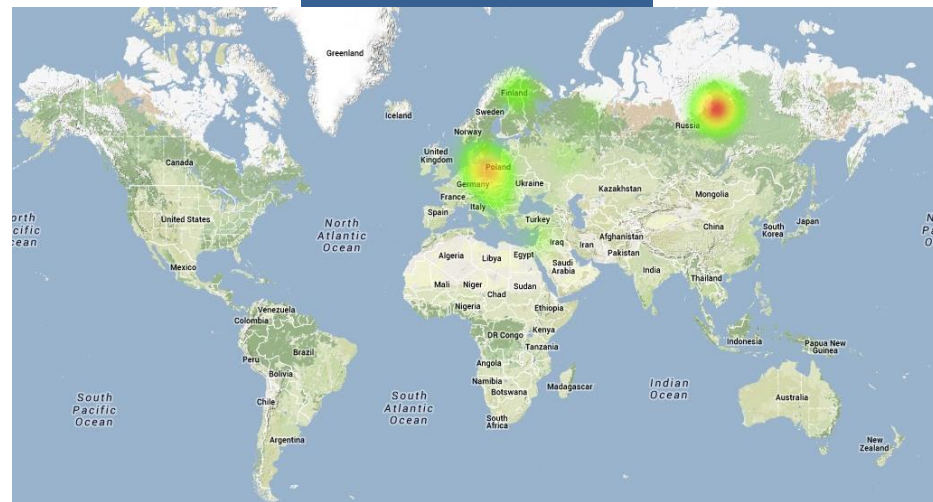 Greenland
Iceland
Finland
Sweden
Norway
Russia
United
Kingdom
Poland
Germany
Ukraine
France
Italy
Spain
Turkey
Kazakhstan
Mongolia
China
South
Korea
Japan
Canada
United States
Mexico
North
Atlantic
Ocean
orth
cific
ean
N
Pa
O
Algeria
Libya
Egypt
Iraq
Iran
Afghanistan
Pakistan
Saudi
Arabia
India
Thailand
Mali
Niger
Chad
Sudan
Nigeria
Ethiopia
DR Congo
Kenya
Tanzania
Angola
Namibia
Botswana
Madagascar
South
Africa
Venezuela
Colombia
Peru
Brazil
Bolivia
Chile
Argentina
South
Pacific
Ocean
South
Atlantic
Ocean
Indian
Ocean
Indonesia
Papua New
Guinea
Australia
New
Zealand